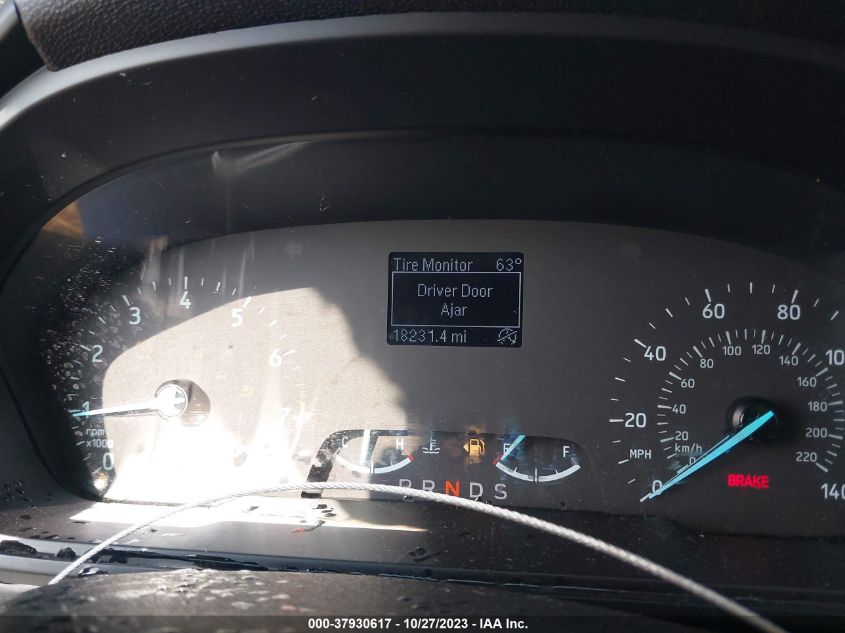 Tire Monitor 63°
Driver Door
Ajar
18231.4 mi
0 1 2 3 4 5 6 7
rpm
x1000
C H E F
P R N D S
0 20 40 60 80 140
MPH
0 20 40 60 80 100 120 140 160 180 200 220
km/h
BRAKE
000-37930617 - 10/27/2023 - IAA Inc.